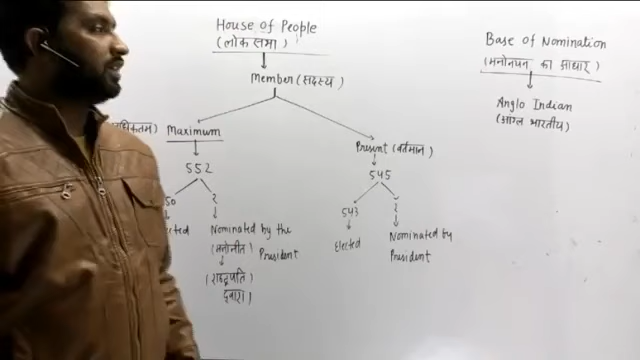 House of People
(लोक सभा)
Member (सदस्य)
Maximum
552
50
2
Nominated by the
(मनोनीत) President
(राष्ट्रपति)
द्वारा)
Present (वर्तमान)
545
543
2
Elected
Nominated by
President
Base of Nomination
(मनोनयन का आधार)
Anglo Indian
(आंग्ल भारतीय)